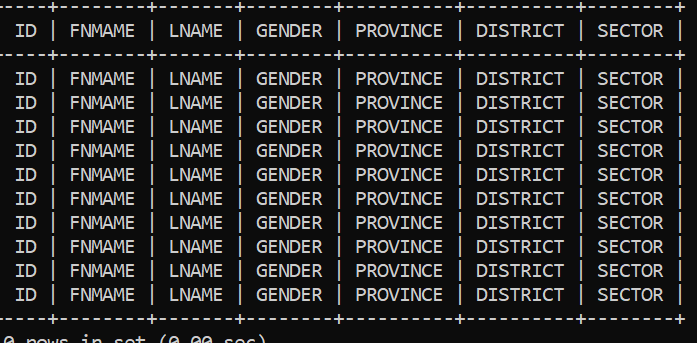 -----+--------+-------+--------+----------+----------+--------+
ID | FNMAME | LNAME | GENDER | PROVINCE | DISTRICT | SECTOR |
-----+--------+-------+--------+----------+----------+--------+
ID | FNMAME | LNAME | GENDER | PROVINCE | DISTRICT | SECTOR |
ID | FNMAME | LNAME | GENDER | PROVINCE | DISTRICT | SECTOR |
ID | FNMAME | LNAME | GENDER | PROVINCE | DISTRICT | SECTOR |
ID | FNMAME | LNAME | GENDER | PROVINCE | DISTRICT | SECTOR |
ID | FNMAME | LNAME | GENDER | PROVINCE | DISTRICT | SECTOR |
ID | FNMAME | LNAME | GENDER | PROVINCE | DISTRICT | SECTOR |
ID | FNMAME | LNAME | GENDER | PROVINCE | DISTRICT | SECTOR |
ID | FNMAME | LNAME | GENDER | PROVINCE | DISTRICT | SECTOR |
ID | FNMAME | LNAME | GENDER | PROVINCE | DISTRICT | SECTOR |
ID | FNMAME | LNAME | GENDER | PROVINCE | DISTRICT | SECTOR |
-----+--------+-------+--------+----------+----------+--------+
0 rows in set (0.00 sec)